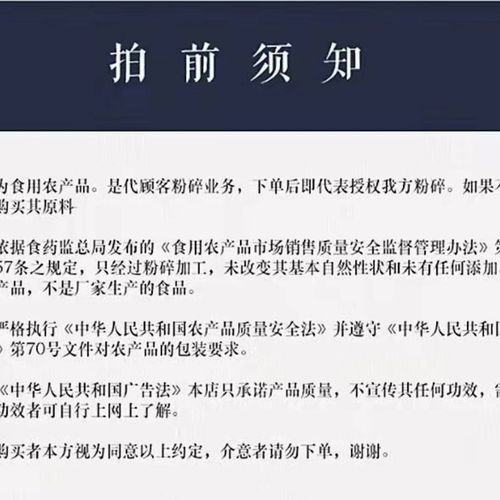 拍前须知
为食用农产品。是代顾客粉碎业务，下单后即代表授权我方粉碎。如果不
购买其原料
依据食药监总局发布的《食用农产品市场销售质量安全监督管理办法》第
57条之规定，只经过粉碎加工，未改变其基本自然性状和未有任何添加
产品，不是厂家生产的食品。
严格执行《中华人民共和国农产品质量安全法》并遵守《中华人民共和国
》第70号文件对农产品的包装要求。
《中华人民共和国广告法》本店只承诺产品质量，不宣传其任何功效，需
功效者可自行上网上了解。
购买者本方视为同意以上约定，介意者请勿下单，谢谢。